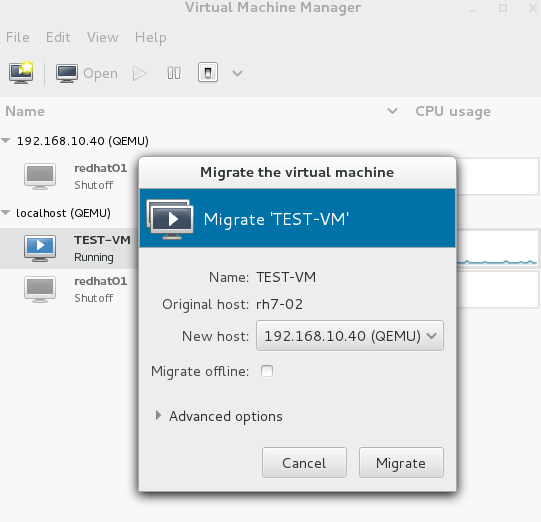 Virtual Machine Manager
File Edit View Help
Open
Name CPU usage
192.168.10.40 (QEMU)
redhat01
Shutoff
localhost (QEMU)
TEST-VM
Running
redhat01
Shutoff
Migrate the virtual machine
Migrate 'TEST-VM'
Name: TEST-VM
Original host: rh7-02
New host: 192.168.10.40 (QEMU)
Migrate offline:
Advanced options
Cancel Migrate